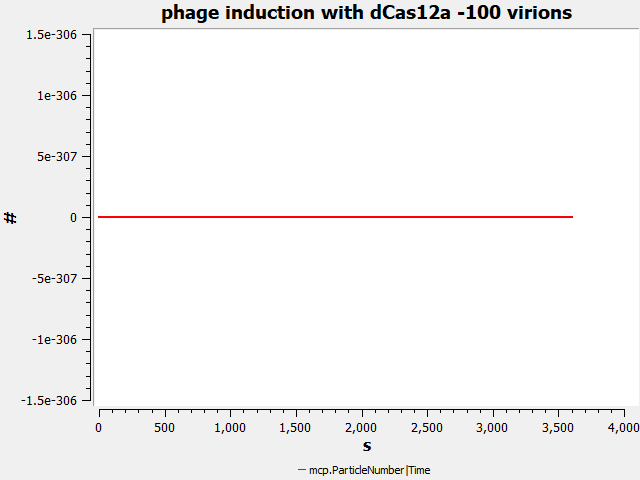 phage induction with dCas12a -100 virions
1.5e-306
1e-306
5e-307
0
-5e-307
-1e-306
-1.5e-306
#
0 500 1,000 1,500 2,000 2,500 3,000 3,500 4,000
s
mcp.ParticleNumber|Time